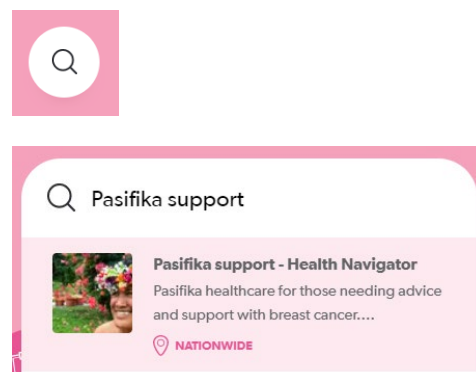 Pasifika support
Pasifika support - Health Navigator
Pasifika healthcare for those needing advice
and support with breast cancer....
NATIONWIDE